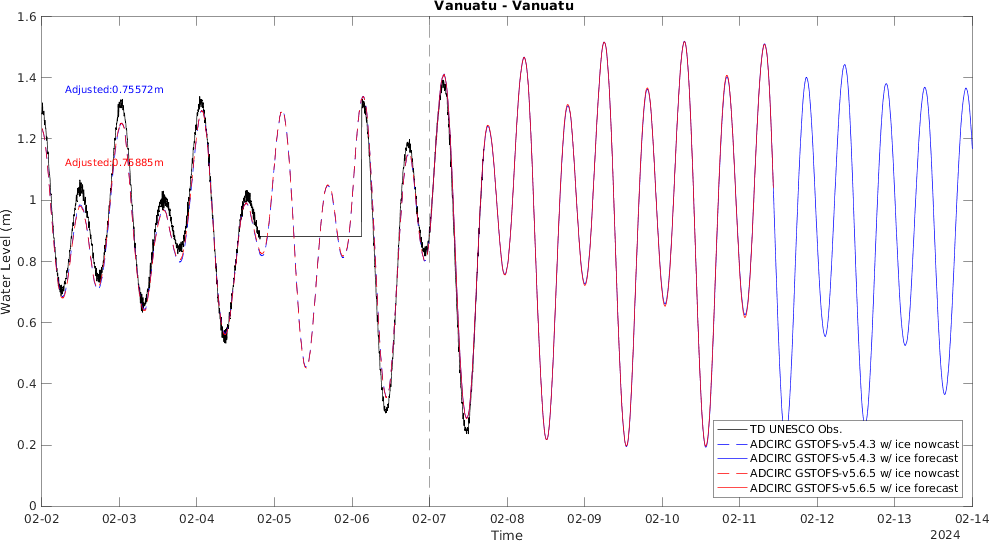 Vanuatu - Vanuatu
1.6
1.4
1.2
1
0.8
0.6
0.4
0.2
0
Water Level (m)
Adjusted:0.75572m
Adjusted:0.76885m
TD UNESCO Obs.
ADCIRC GSTOFS-v5.4.3 w/ ice nowcast
ADCIRC GSTOFS-v5.4.3 w/ ice forecast
ADCIRC GSTOFS-v5.6.5 w/ ice nowcast
ADCIRC GSTOFS-v5.6.5 w/ ice forecast
02-02 02-03 02-04 02-05 02-06 02-07 02-08 02-09 02-10 02-11 02-12 02-13 02-14
Time
2024